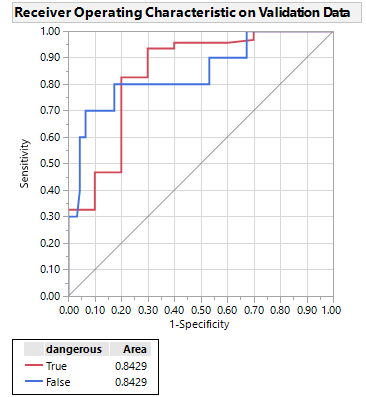 Receiver Operating Characteristic on Validation Data
1.00
0.90
0.80
0.70
0.60
0.50
0.40
0.30
0.20
0.10
0.00
Sensitivity
0.00 0.10 0.20 0.30 0.40 0.50 0.60 0.70 0.80 0.90 1.00
1-Specificity
dangerous Area
True 0.8429
False 0.8429